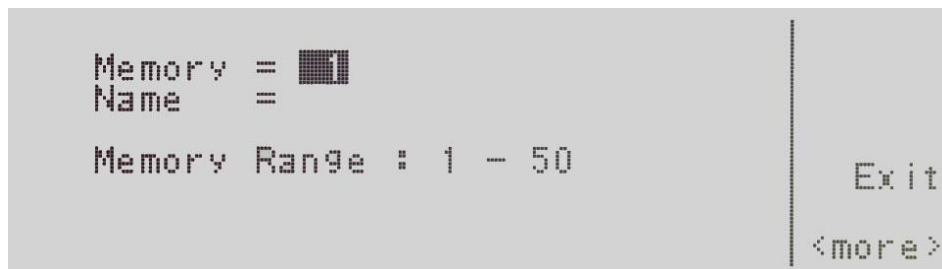 Memory = 1
Name =
Memory Range : 1 - 50
Exit
<more>